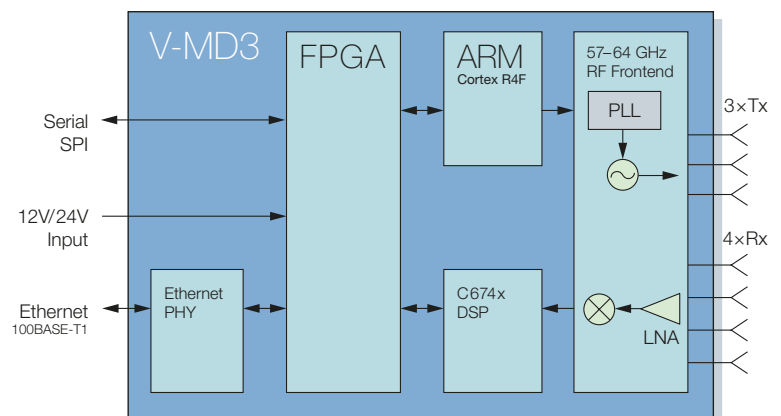 V-MD3
FPGA
ARM
Cortex R4F
57–64 GHz
RF Frontend
PLL
3×Tx
Serial
SPI
12V/24V
Input
4×Rx
Ethernet
PHY
C674x
DSP
LNA
Ethernet
100BASE-T1